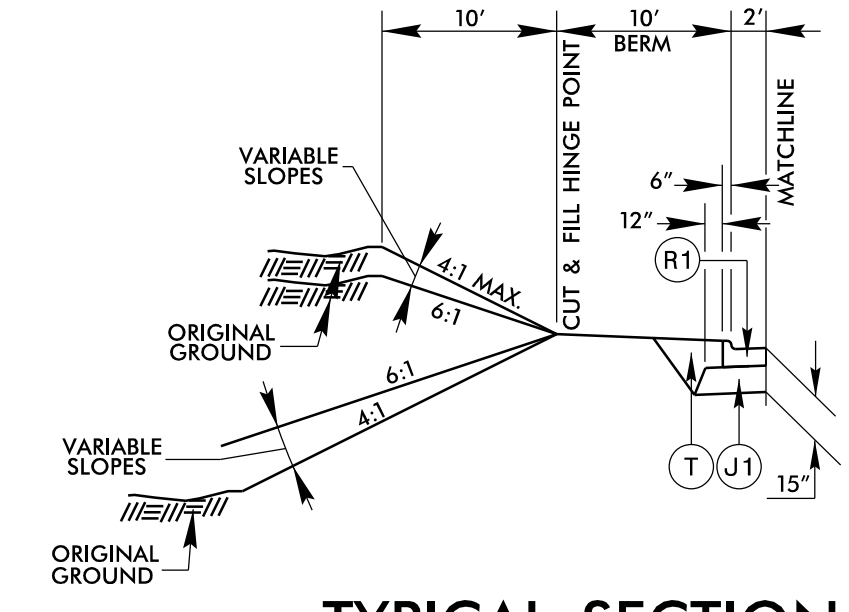 10'
10'
2'
BERM
CUT & FILL HINGE POINT
MATCHLINE
VARIABLE
SLOPES
6"
12"
R1
4:1 MAX.
6:1
ORIGINAL
GROUND
6:1
4:1
VARIABLE
SLOPES
T
J1
15"
ORIGINAL
GROUND
TYPICAL SECTION